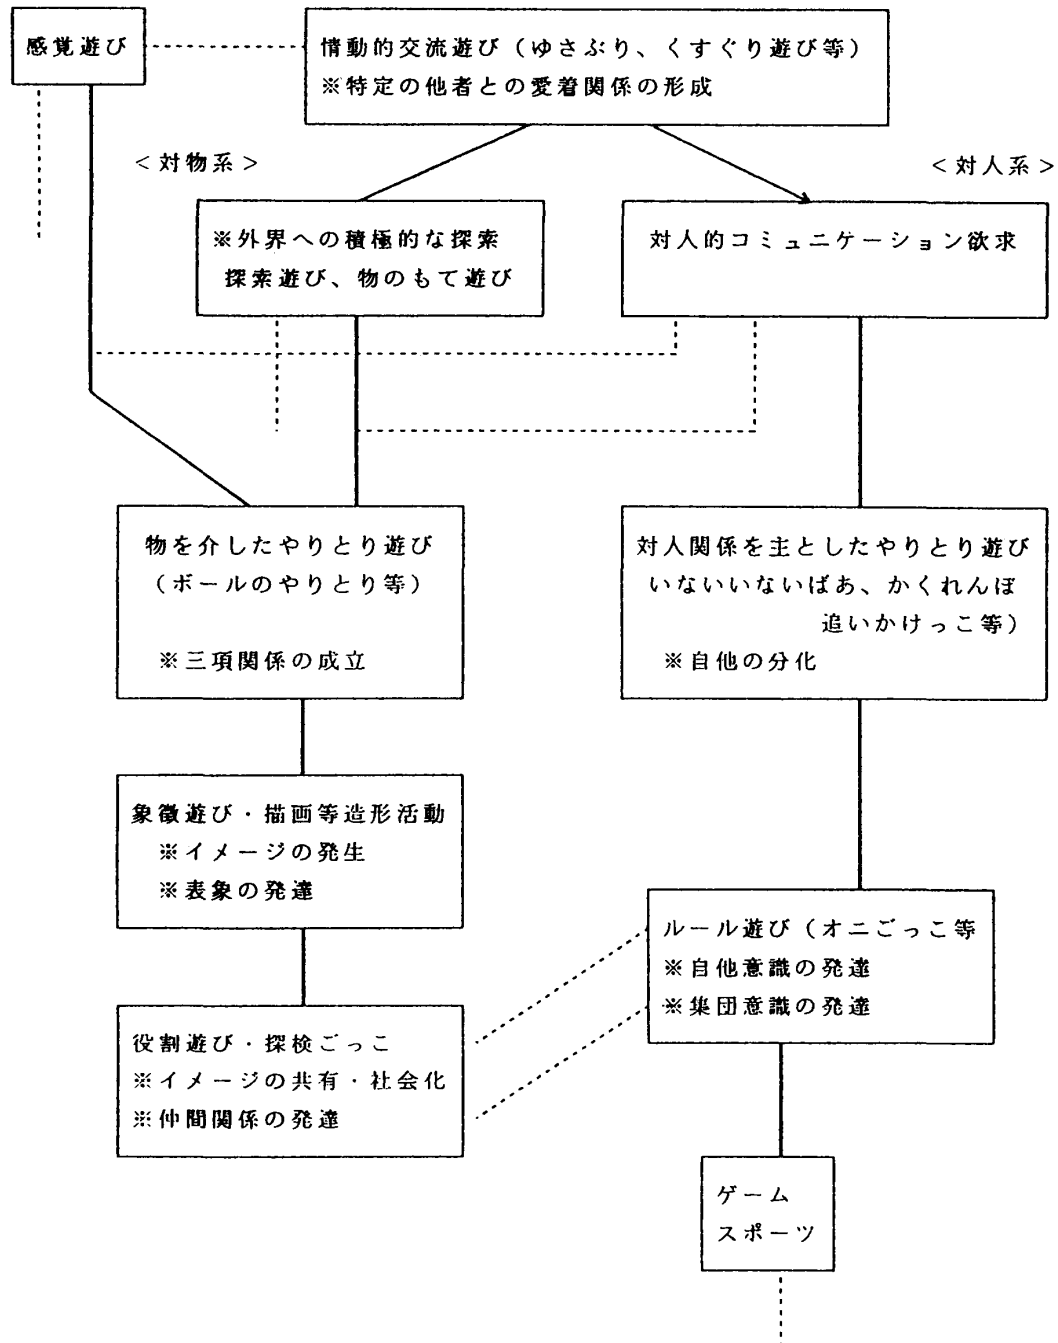 感覚遊び
情動的交流遊び（ゆさぶり、くすぐり遊び等）
※特定の他者との愛着関係の形成
＜対物系＞
＜対人系＞
※外界への積極的な探索
探索遊び、物のもて遊び
対人的コミュニケーション欲求
物を介したやりとり遊び
（ボールのやりとり等）
※三項関係の成立
対人関係を主としたやりとり遊び
いないいないばあ、かくれんぼ
追いかけっこ等）
※自他の分化
象徴遊び・描画等造形活動
※イメージの発生
※表象の発達
ルール遊び（オニごっこ等
※自他意識の発達
※集団意識の発達
役割遊び・探検ごっこ
※イメージの共有・社会化
※仲間関係の発達
ゲーム
スポーツ